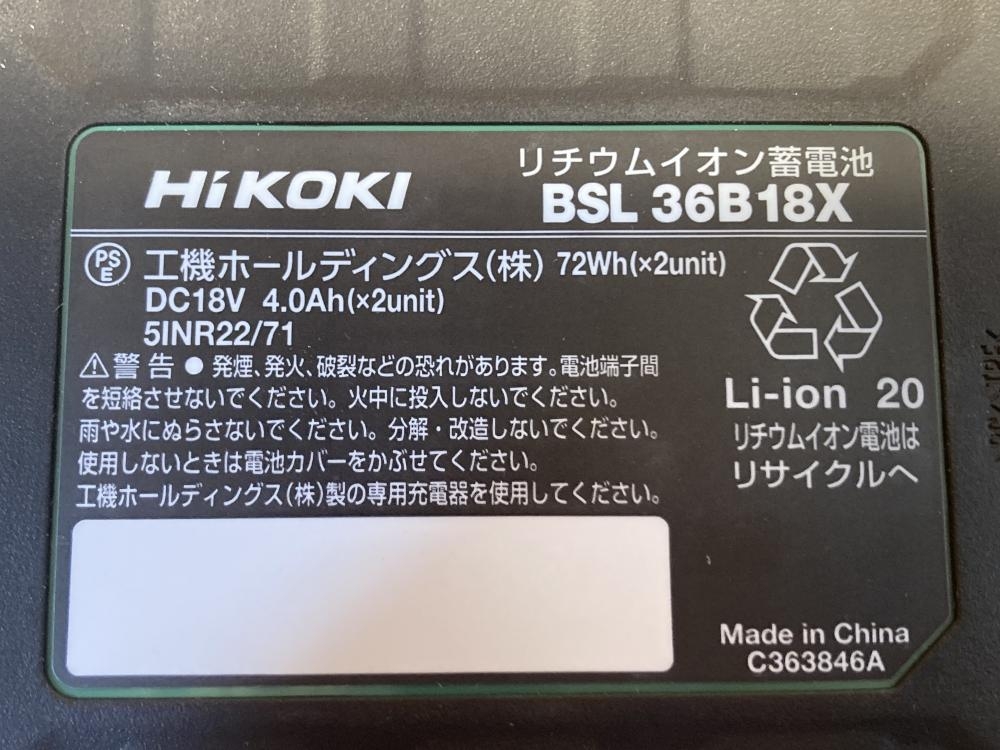 HiKOKI
リチウムイオン蓄電池
BSL 36B18X
PS
E
工機ホールディングス(株) 72Wh(×2unit)
DC18V 4.0Ah(×2unit)
5INR22/71
⚠警告 ● 発煙、発火、破裂などの恐れがあります。電池端子間
を短絡させないでください。火中に投入しないでください。
雨や水にぬらさないでください。分解・改造しないでください。
使用しないときは電池カバーをかぶせてください。
工機ホールディングス(株)製の専用充電器を使用してください。
Li-ion 20
リチウムイオン電池は
リサイクルへ
Made in China
C363846A